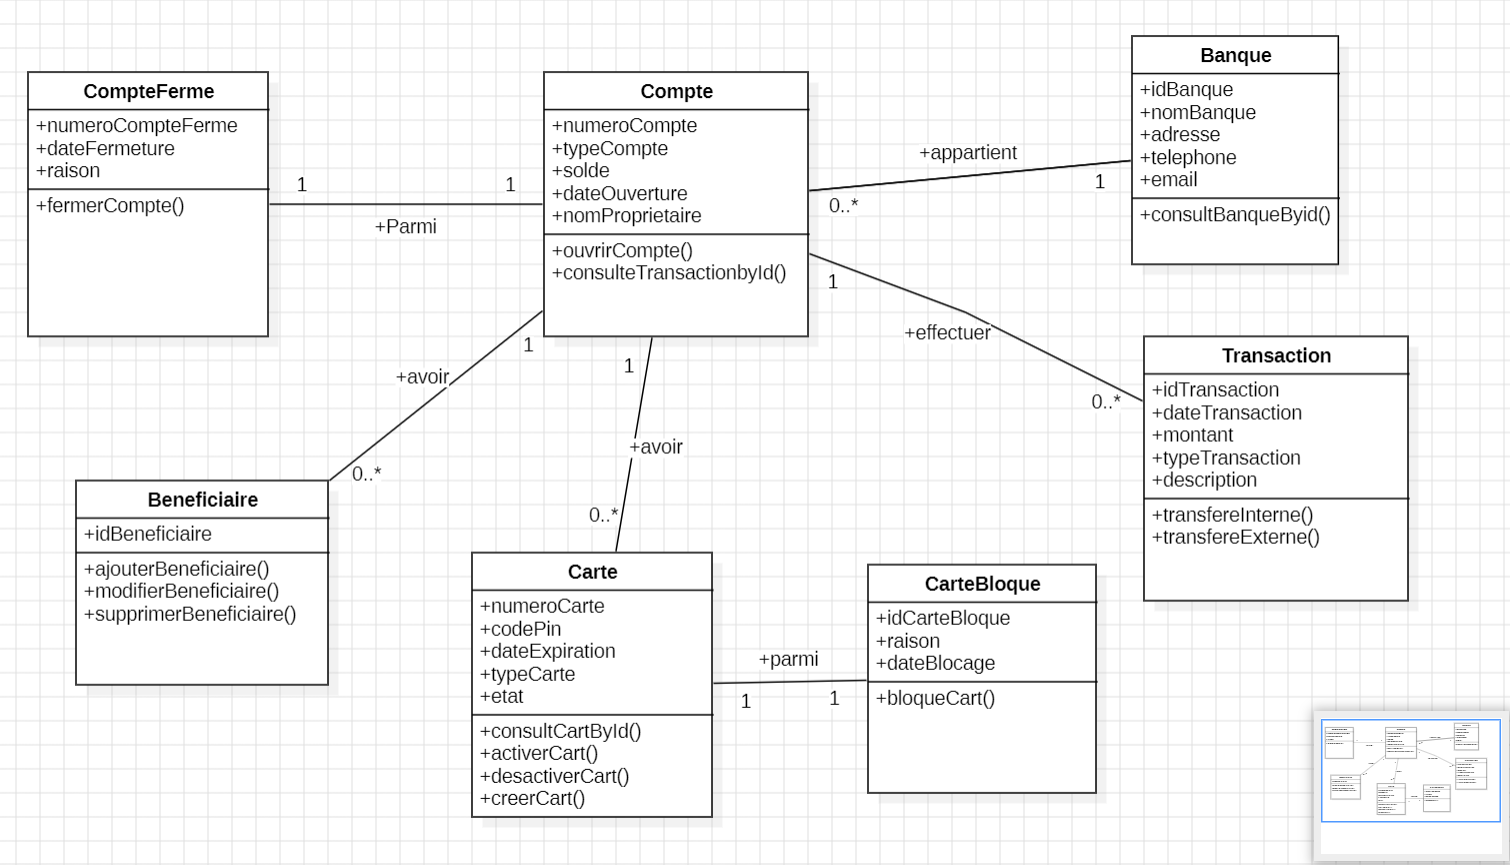 CompteFerme
+numeroCompteFerme
+dateFermeture
+raison
+fermerCompte()
1
1
+Parmi
Compte
+numeroCompte
+typeCompte
+solde
+dateOuverture
+nomProprietaire
+ouvrirCompte()
+consulteTransactionbyId()
+appartient
0..*
1
Banque
+idBanque
+nomBanque
+adresse
+telephone
+email
+consultBanqueByid()
1
+effectuer
0..*
Transaction
+idTransaction
+dateTransaction
+montant
+typeTransaction
+description
+transfereInterne()
+transfereExterne()
1
+avoir
0..*
Beneficiaire
+idBeneficiaire
+ajouterBeneficiaire()
+modifierBeneficiaire()
+supprimerBeneficiaire()
1
+avoir
0..*
Carte
+numeroCarte
+codePin
+dateExpiration
+typeCarte
+etat
+consultCartById()
+activerCart()
+desactiverCart()
+creerCart()
+parmi
1
1
CarteBloque
+idCarteBloque
+raison
+dateBlocage
+bloqueCart()